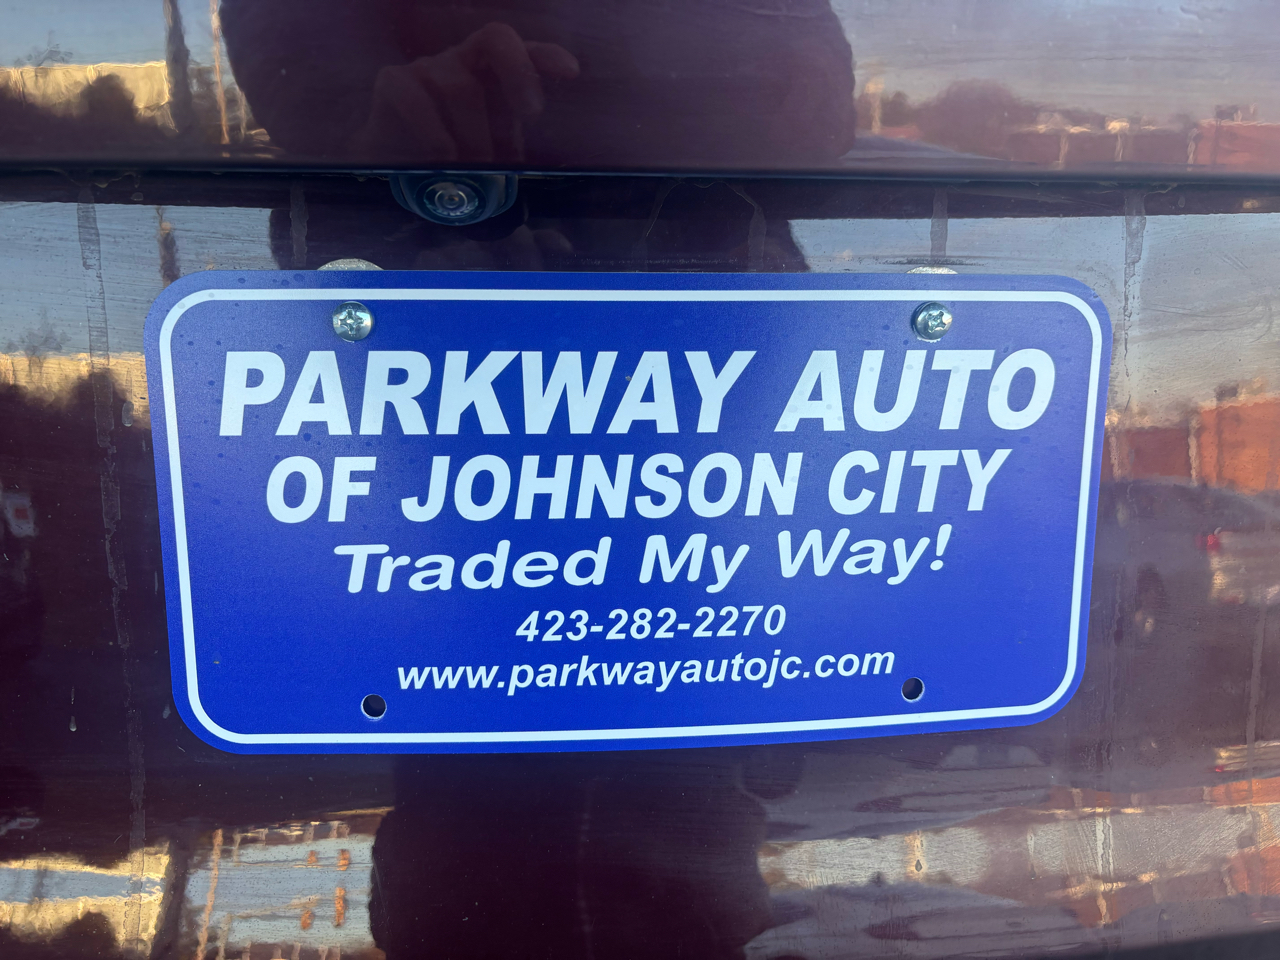 PARKWAY AUTO
OF JOHNSON CITY
Traded My Way!
423-282-2270
www.parkwayautojc.com